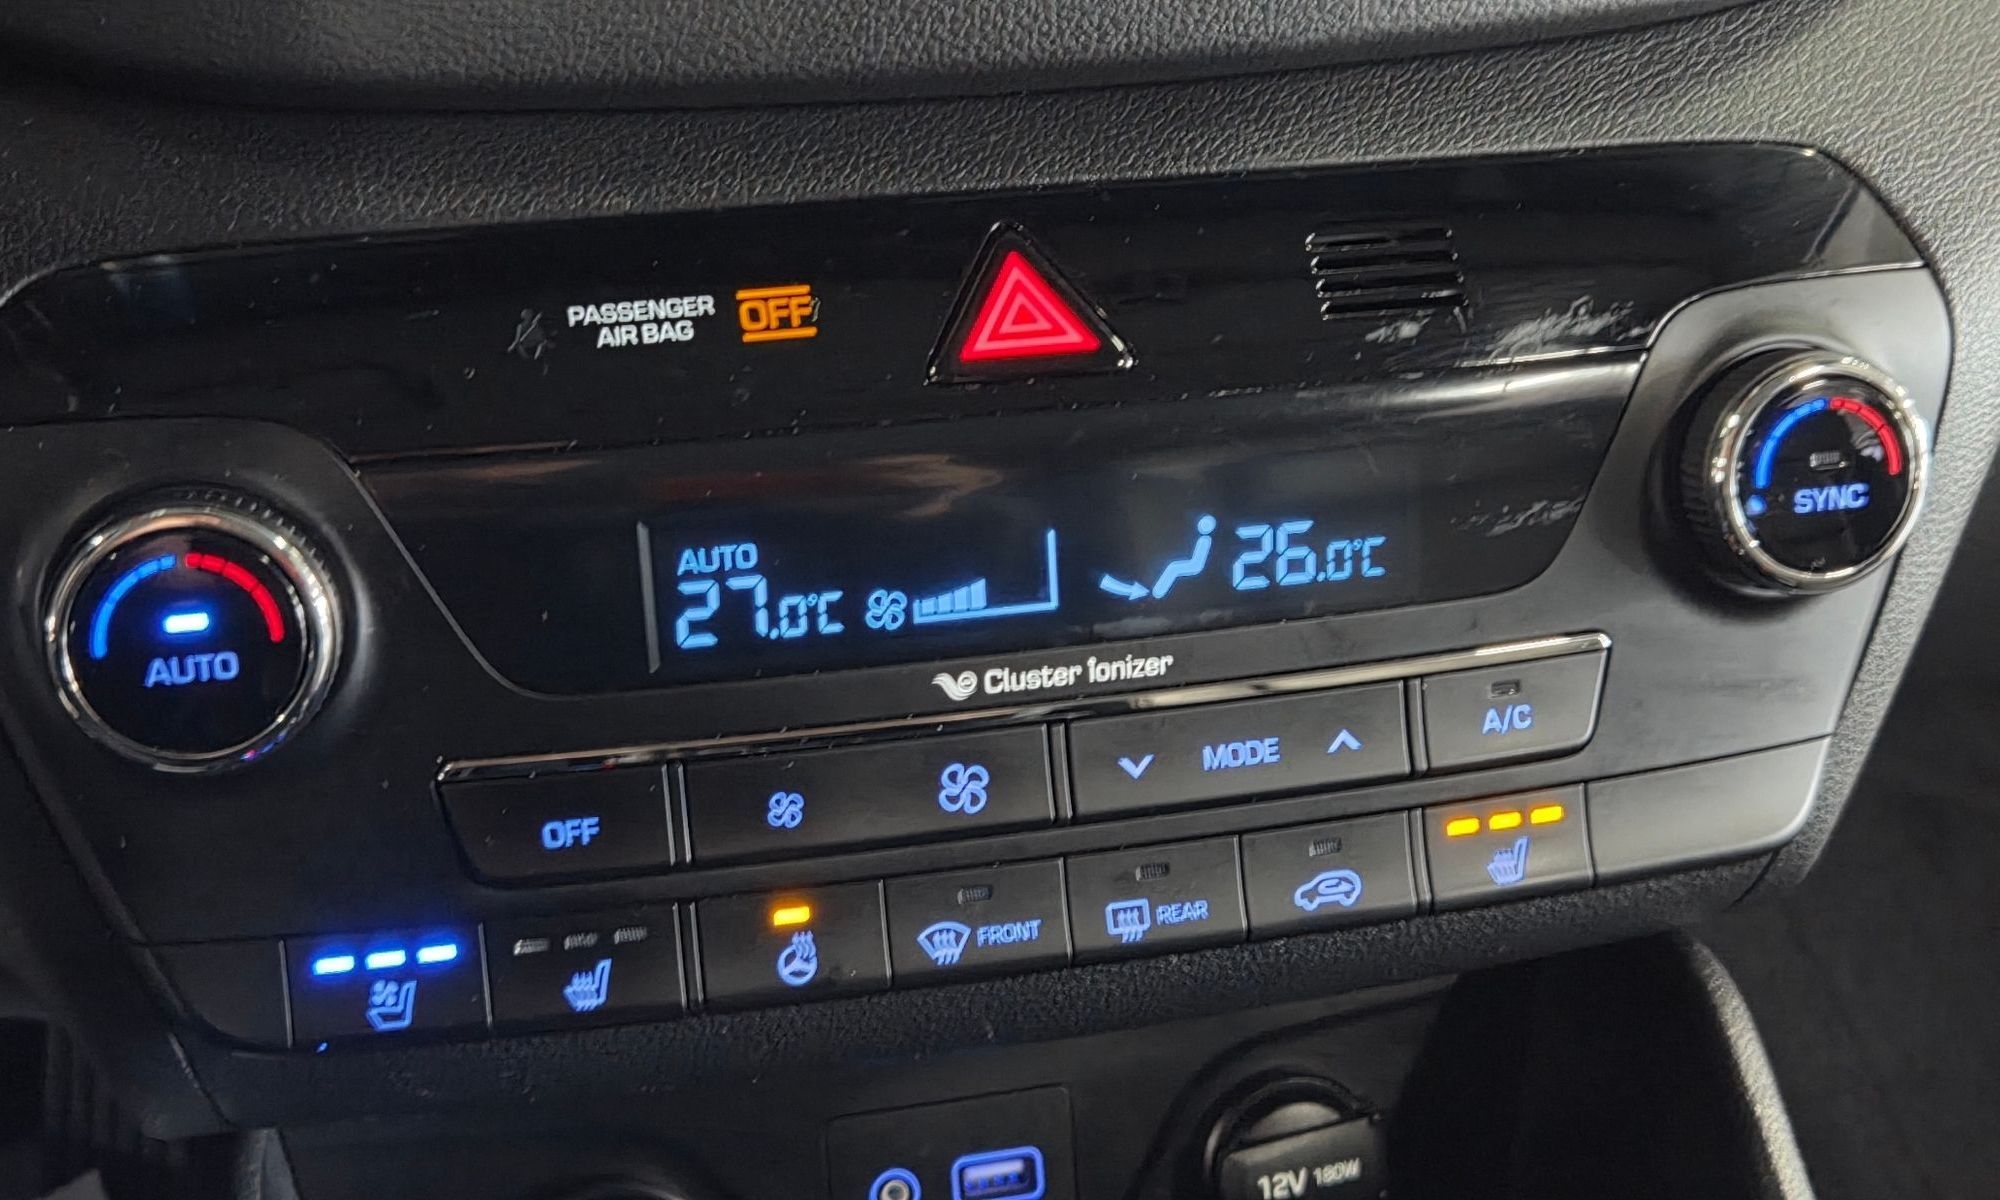 PASSENGER
AIR BAG
OFF
SYNC
AUTO
27.0°C
26.0°C
AUTO
Cluster ionizer
A/C
MODE
OFF
FRONT
REAR
12V 180W